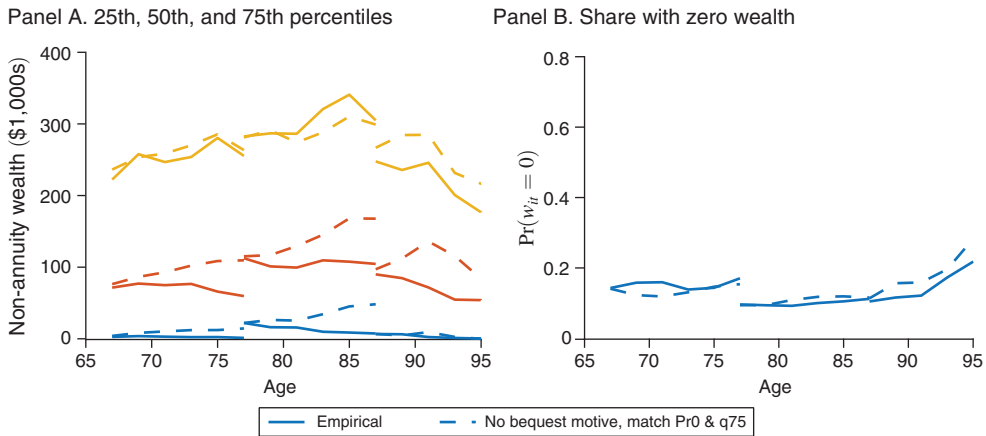 Panel A. 25th, 50th, and 75th percentiles
Non-annuity wealth ($1,000s)
400
300
200
100
0
65 70 75 80 85 90 95
Age
Panel B. Share with zero wealth
Pr(w_{it} = 0)
0.8
0.6
0.4
0.2
0
65 70 75 80 85 90 95
Age
Empirical No bequest motive, match Pr0 & q75